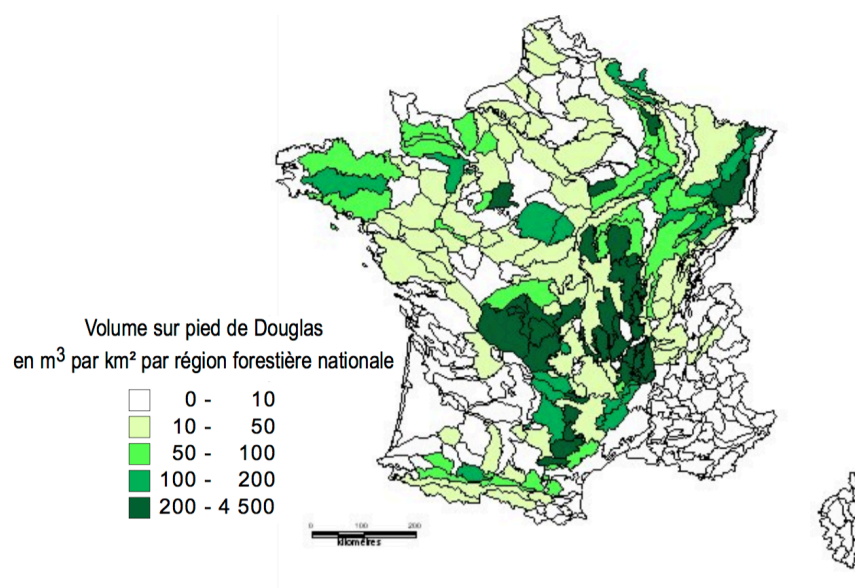 Volume sur pied de Douglas
en m3 par km² par région forestière nationale
0 - 10
10 - 50
50 - 100
100 - 200
200 - 4 500
0 100 200
kilomètres